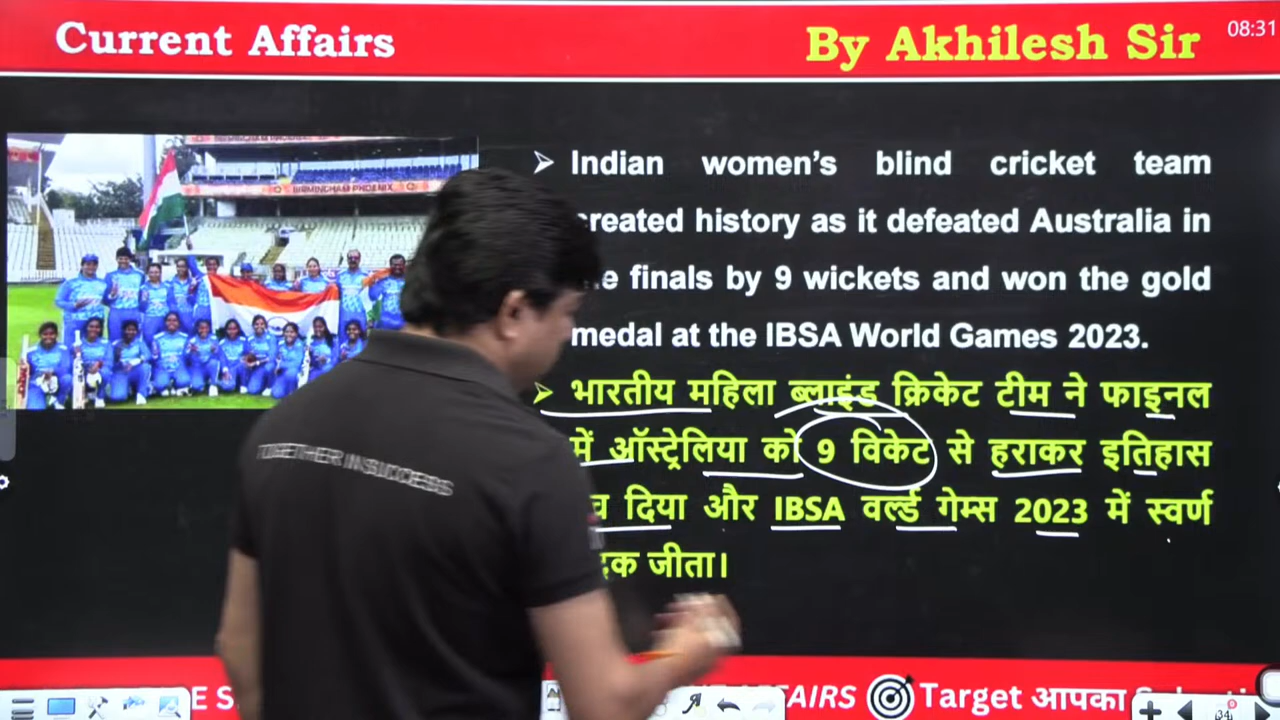 Current Affairs
By Akhilesh Sir
08:31
BIRMINGHAM PHOENIX
➢ Indian women's blind cricket team
created history as it defeated Australia in
finals by 9 wickets and won the gold
medal at the IBSA World Games 2023.
➢ भारतीय महिला ब्लाइंड क्रिकेट टीम ने फाइनल
में ऑस्ट्रेलिया को 9 विकेट से हराकर इतिहास
दिया और IBSA वर्ल्ड गेम्स 2023 में स्वर्ण
जीता।
TOGETHER IN SUCCESS
AFFAIRS
Target आपका
34